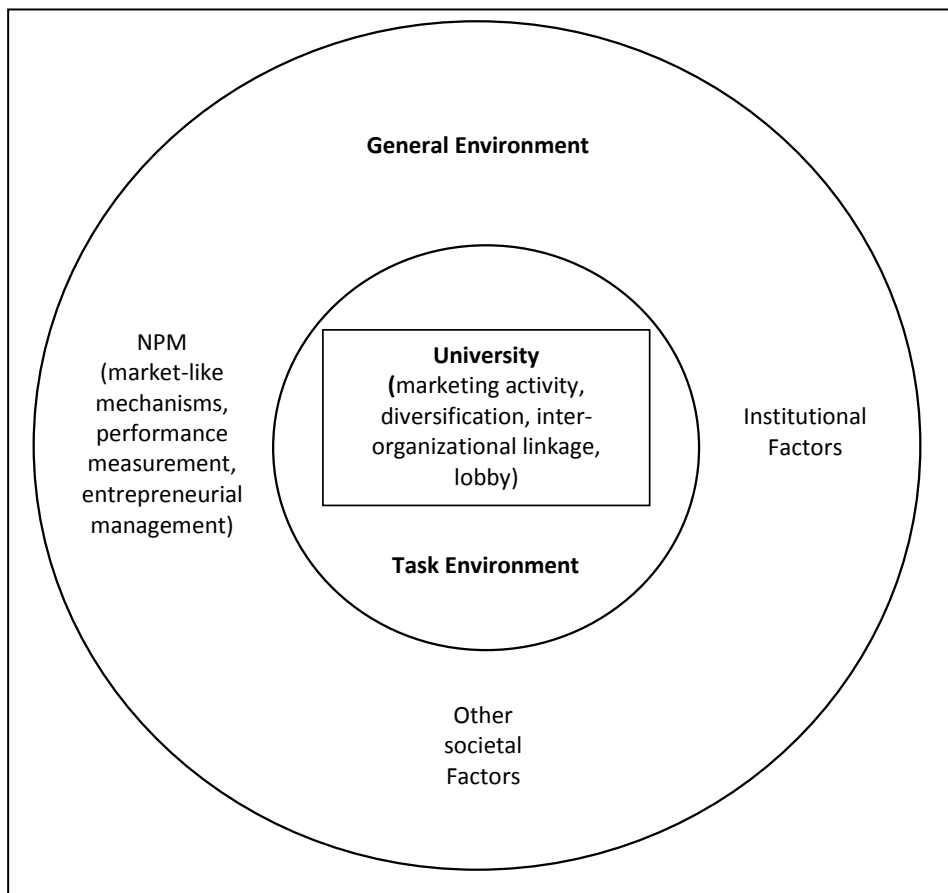 General Environment
NPM
(market-like
mechanisms,
performance
measurement,
entrepreneurial
management)
University
(marketing activity,
diversification, inter-
organizational linkage,
lobby)
Institutional
Factors
Task Environment
Other
societal
Factors